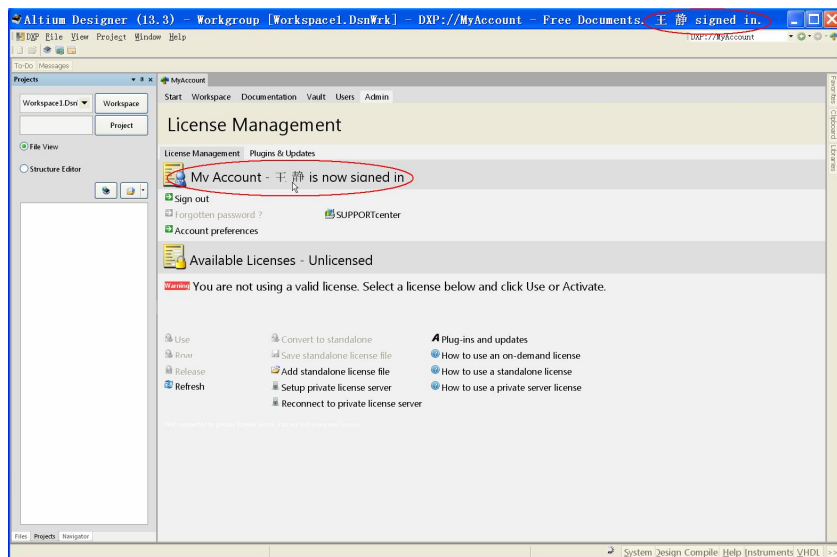 Altium Designer (13.3) - Workgroup [Workspace1.DsnWrk] - DXP://MyAccount - Free Documents. 王 静 signed in.
DXP File View Project Window Help
DXP://MyAccount
To-Do Messages
Projects
MyAccount
Workspace1.Dsn Workspace
Project
File View
Structure Editor
Start Workspace Documentation Vault Users Admin
License Management
License Management Plugins & Updates
My Account - 王 静 is now signed in
Sign out
Forgotten password ? SUPPORTcenter
Account preferences
Available Licenses - Unlicensed
Warning You are not using a valid license. Select a license below and click Use or Activate.
Use Convert to standalone Plug-ins and updates
Save standalone license file How to use an on-demand license
Release Add standalone license file How to use a standalone license
Refresh Setup private license server How to use a private server license
Reconnect to private license server
Favorites Clipboard Libraries
Files Projects Navigator
System Design Compile Help Instruments VHDL >>